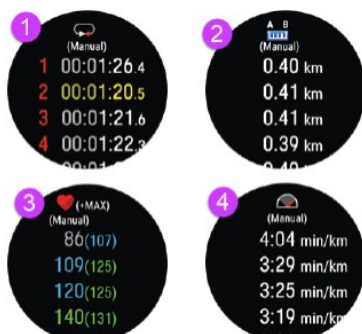 1
(Manual)
1 00:01:26.4
2 00:01:20.5
3 00:01:21.6
4 00:01:22.3
2
A B
(Manual)
0.40 km
0.41 km
0.41 km
0.39 km
3
(+MAX)
(Manual)
86(107)
109(125)
120(125)
140(131)
4
(Manual)
4:04 min/km
3:29 min/km
3:25 min/km
3:19 min/km